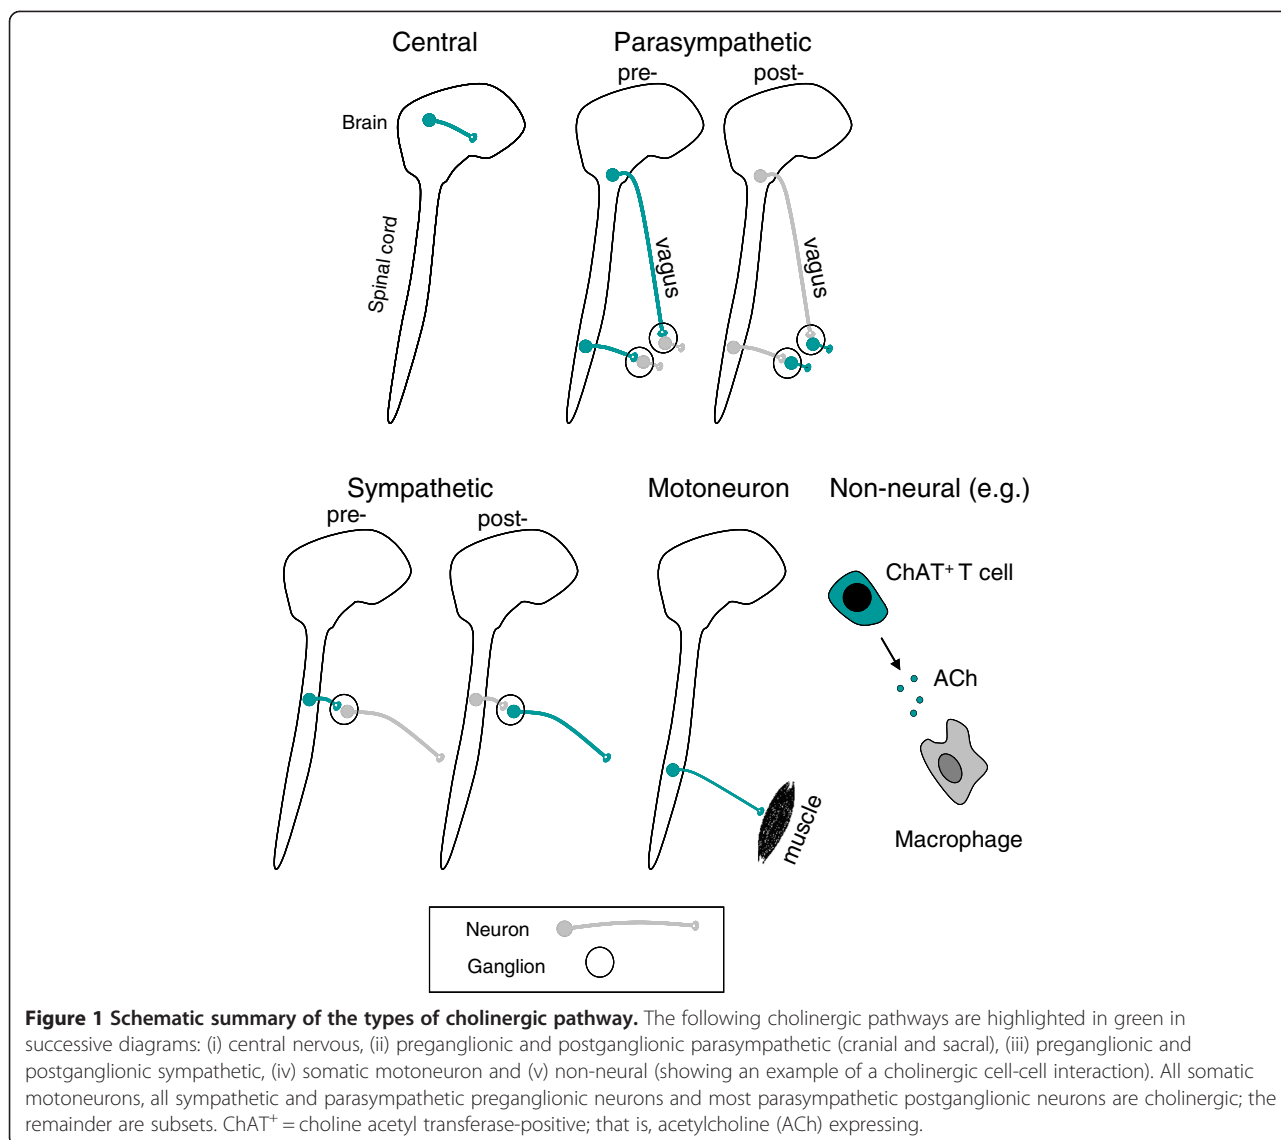 Central
Parasympathetic
pre-
post-
Brain
Spinal cord
vagus
vagus
Sympathetic
pre-
post-
Motoneuron
Non-neural (e.g.)
ChAT⁺ T cell
ACh
Macrophage
muscle
Neuron
Ganglion
Figure 1 Schematic summary of the types of cholinergic pathway. The following cholinergic pathways are highlighted in green in
successive diagrams: (i) central nervous, (ii) preganglionic and postganglionic parasympathetic (cranial and sacral), (iii) preganglionic and
postganglionic sympathetic, (iv) somatic motoneuron and (v) non-neural (showing an example of a cholinergic cell-cell interaction). All somatic
motoneurons, all sympathetic and parasympathetic preganglionic neurons and most parasympathetic postganglionic neurons are cholinergic; the
remainder are subsets. ChAT⁺ = choline acetyl transferase-positive; that is, acetylcholine (ACh) expressing.